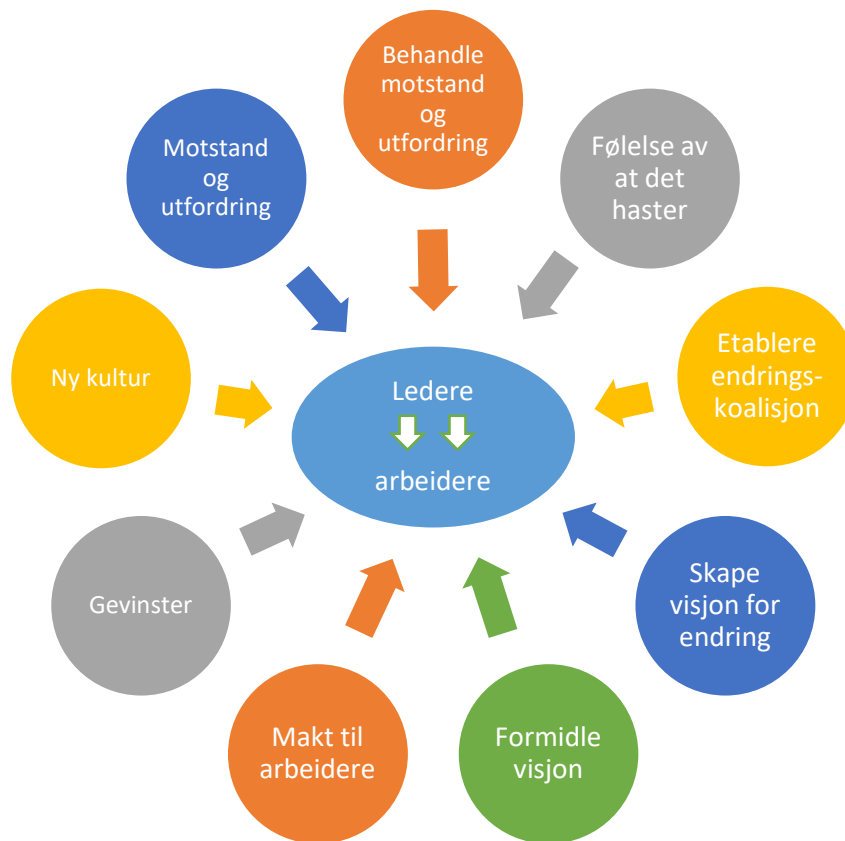 Behandle
motstand
og
utfordring
Følelse av
at det
haster
Etablere
endrings-
koalisjon
Skape
visjon for
endring
Formidle
visjon
Makt til
arbeidere
Gevinster
Ny kultur
Motstand
og
utfordring
Ledere
arbeidere